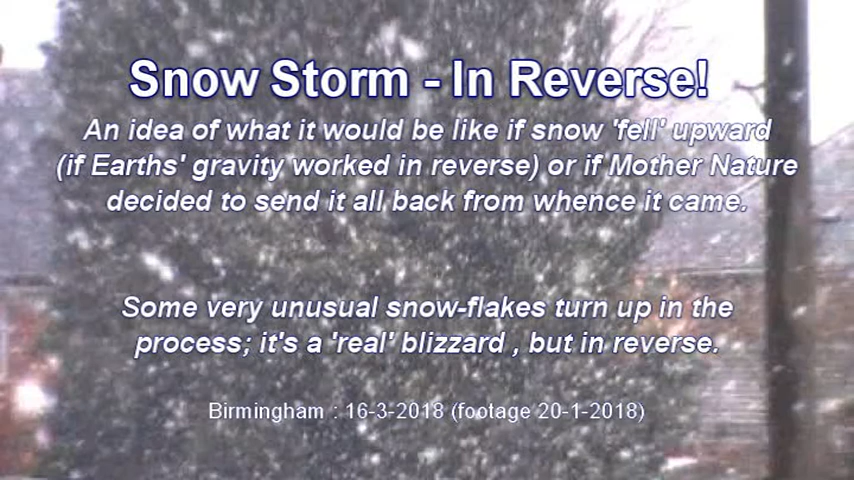 Snow Storm - In Reverse!
An idea of what it would be like if snow 'fell' upward
(if Earths' gravity worked in reverse) or if Mother Nature
decided to send it all back from whence it came.
Some very unusual snow-flakes turn up in the
process; it's a 'real' blizzard , but in reverse.
Birmingham : 16-3-2018 (footage 20-1-2018)